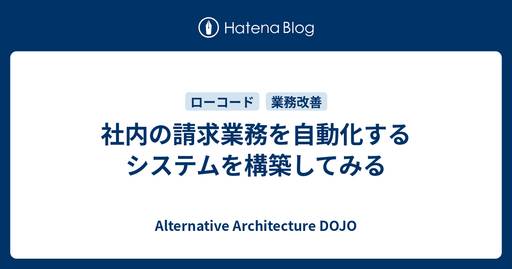 Hatena Blog
ローコード 業務改善
社内の請求業務を自動化する
システムを構築してみる
Alternative Architecture DOJO